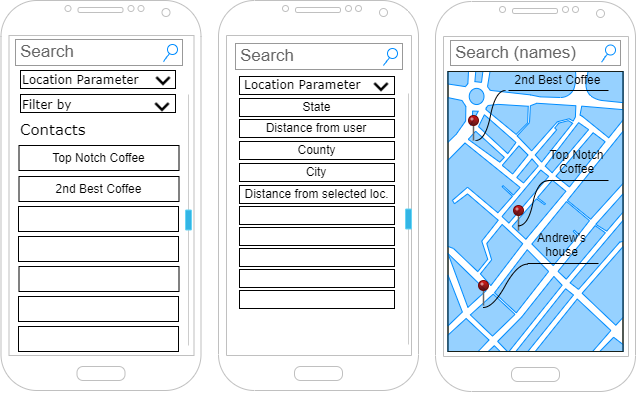 Search
Location Parameter
Filter by
Contacts
Top Notch Coffee
2nd Best Coffee
Search
Location Parameter
State
Distance from user
County
City
Distance from selected loc.
Search (names)
2nd Best Coffee
Top Notch
Coffee
Andrew's
house